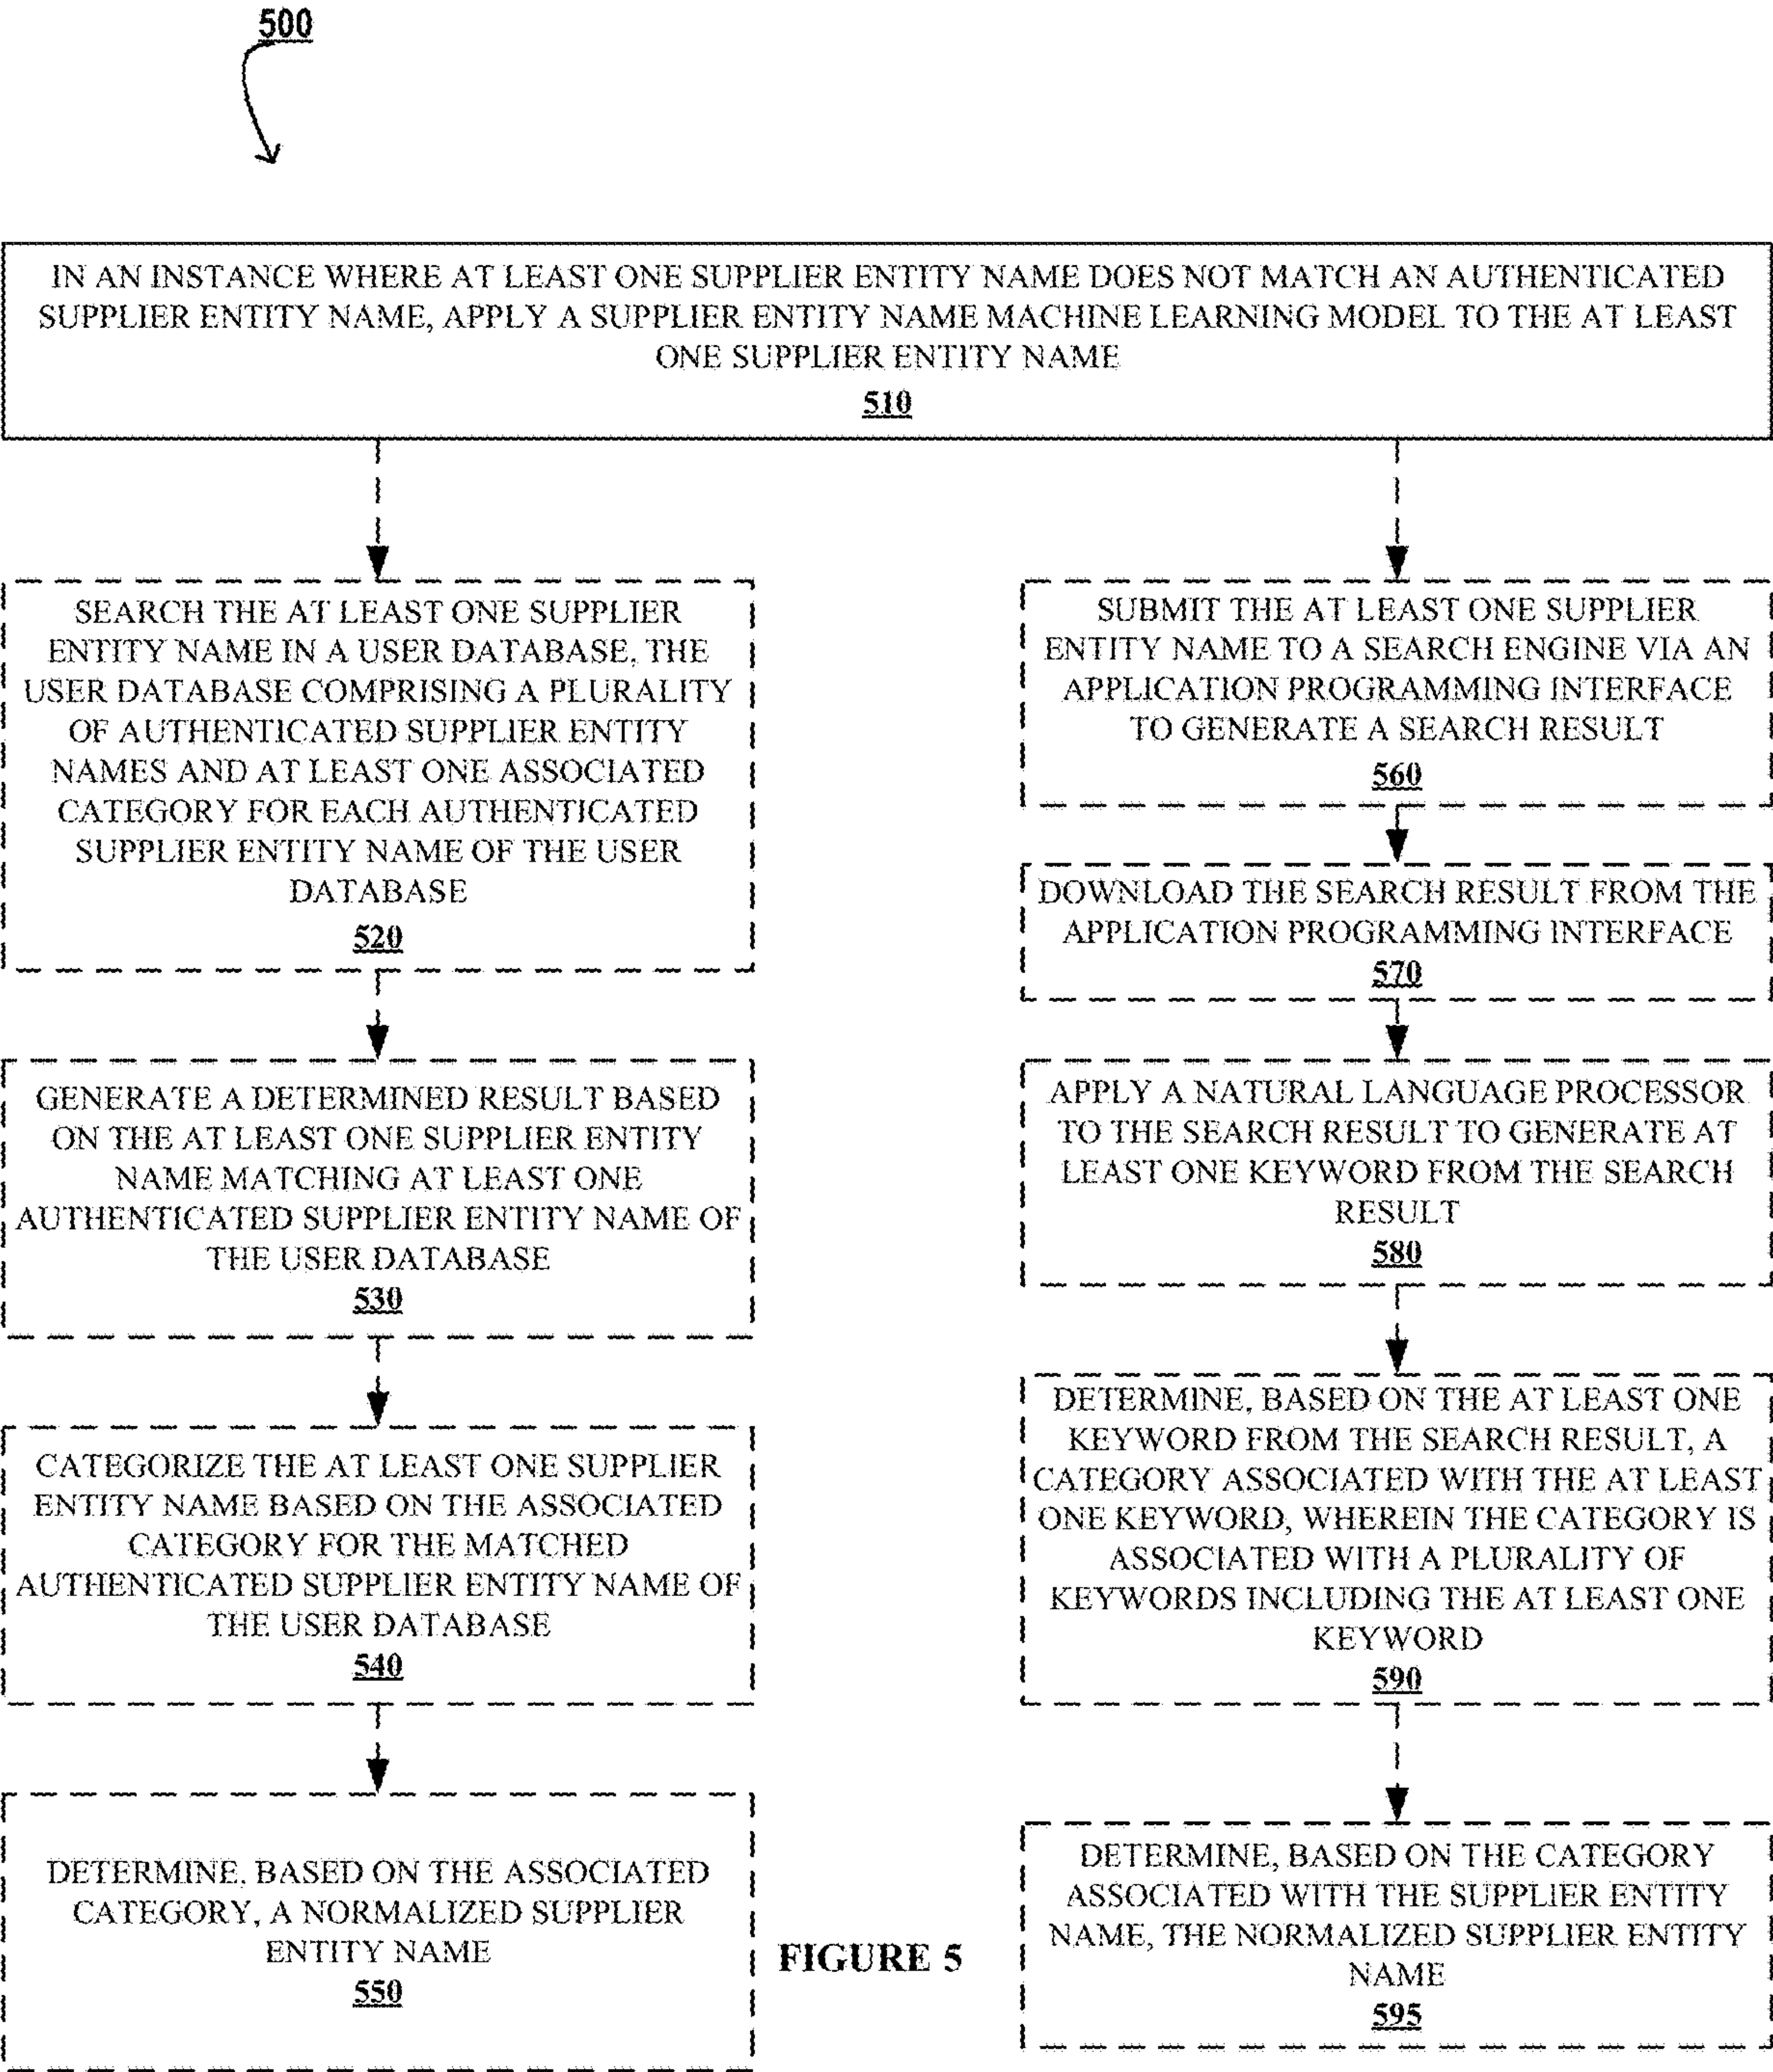 500
IN AN INSTANCE WHERE AT LEAST ONE SUPPLIER ENTITY NAME DOES NOT MATCH AN AUTHENTICATED
SUPPLIER ENTITY NAME, APPLY A SUPPLIER ENTITY NAME MACHINE LEARNING MODEL TO THE AT LEAST
ONE SUPPLIER ENTITY NAME
510
SEARCH THE AT LEAST ONE SUPPLIER
ENTITY NAME IN A USER DATABASE, THE
USER DATABASE COMPRISING A PLURALITY
OF AUTHENTICATED SUPPLIER ENTITY
NAMES AND AT LEAST ONE ASSOCIATED
CATEGORY FOR EACH AUTHENTICATED
SUPPLIER ENTITY NAME OF THE USER
DATABASE
520
GENERATE A DETERMINED RESULT BASED
ON THE AT LEAST ONE SUPPLIER ENTITY
NAME MATCHING AT LEAST ONE
AUTHENTICATED SUPPLIER ENTITY NAME OF
THE USER DATABASE
530
CATEGORIZE THE AT LEAST ONE SUPPLIER
ENTITY NAME BASED ON THE ASSOCIATED
CATEGORY FOR THE MATCHED
AUTHENTICATED SUPPLIER ENTITY NAME OF
THE USER DATABASE
540
DETERMINE, BASED ON THE ASSOCIATED
CATEGORY, A NORMALIZED SUPPLIER
ENTITY NAME
550
SUBMIT THE AT LEAST ONE SUPPLIER
ENTITY NAME TO A SEARCH ENGINE VIA AN
APPLICATION PROGRAMMING INTERFACE
TO GENERATE A SEARCH RESULT
560
DOWNLOAD THE SEARCH RESULT FROM THE
APPLICATION PROGRAMMING INTERFACE
570
APPLY A NATURAL LANGUAGE PROCESSOR
TO THE SEARCH RESULT TO GENERATE AT
LEAST ONE KEYWORD FROM THE SEARCH
RESULT
580
DETERMINE, BASED ON THE AT LEAST ONE
KEYWORD FROM THE SEARCH RESULT, A
CATEGORY ASSOCIATED WITH THE AT LEAST
ONE KEYWORD, WHEREIN THE CATEGORY IS
ASSOCIATED WITH A PLURALITY OF
KEYWORDS INCLUDING THE AT LEAST ONE
KEYWORD
590
DETERMINE, BASED ON THE CATEGORY
ASSOCIATED WITH THE SUPPLIER ENTITY
NAME, THE NORMALIZED SUPPLIER ENTITY
NAME
595
FIGURE 5